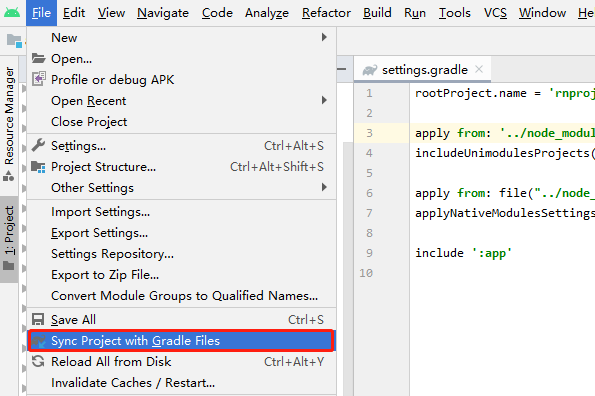 File Edit View Navigate Code Analyze Refactor Build Run Tools VCS Window He
New
Open...
Profile or debug APK
Open Recent
Close Project
Settings... Ctrl+Alt+S
Project Structure... Ctrl+Alt+Shift+S
Other Settings
Import Settings...
Export Settings...
Settings Repository...
Export to Zip File...
Convert Module Groups to Qualified Names...
Save All Ctrl+S
Sync Project with Gradle Files
Reload All from Disk Ctrl+Alt+Y
Invalidate Caches / Restart...
Resource Manager
1: Project
settings.gradle
1 rootProject.name = 'rnproj
2
3 apply from: '../node_modul
4 includeUnimodulesProjects(
5
6 apply from: file("../node_
7 applyNativeModulesSettings
8
9 include ':app'
10